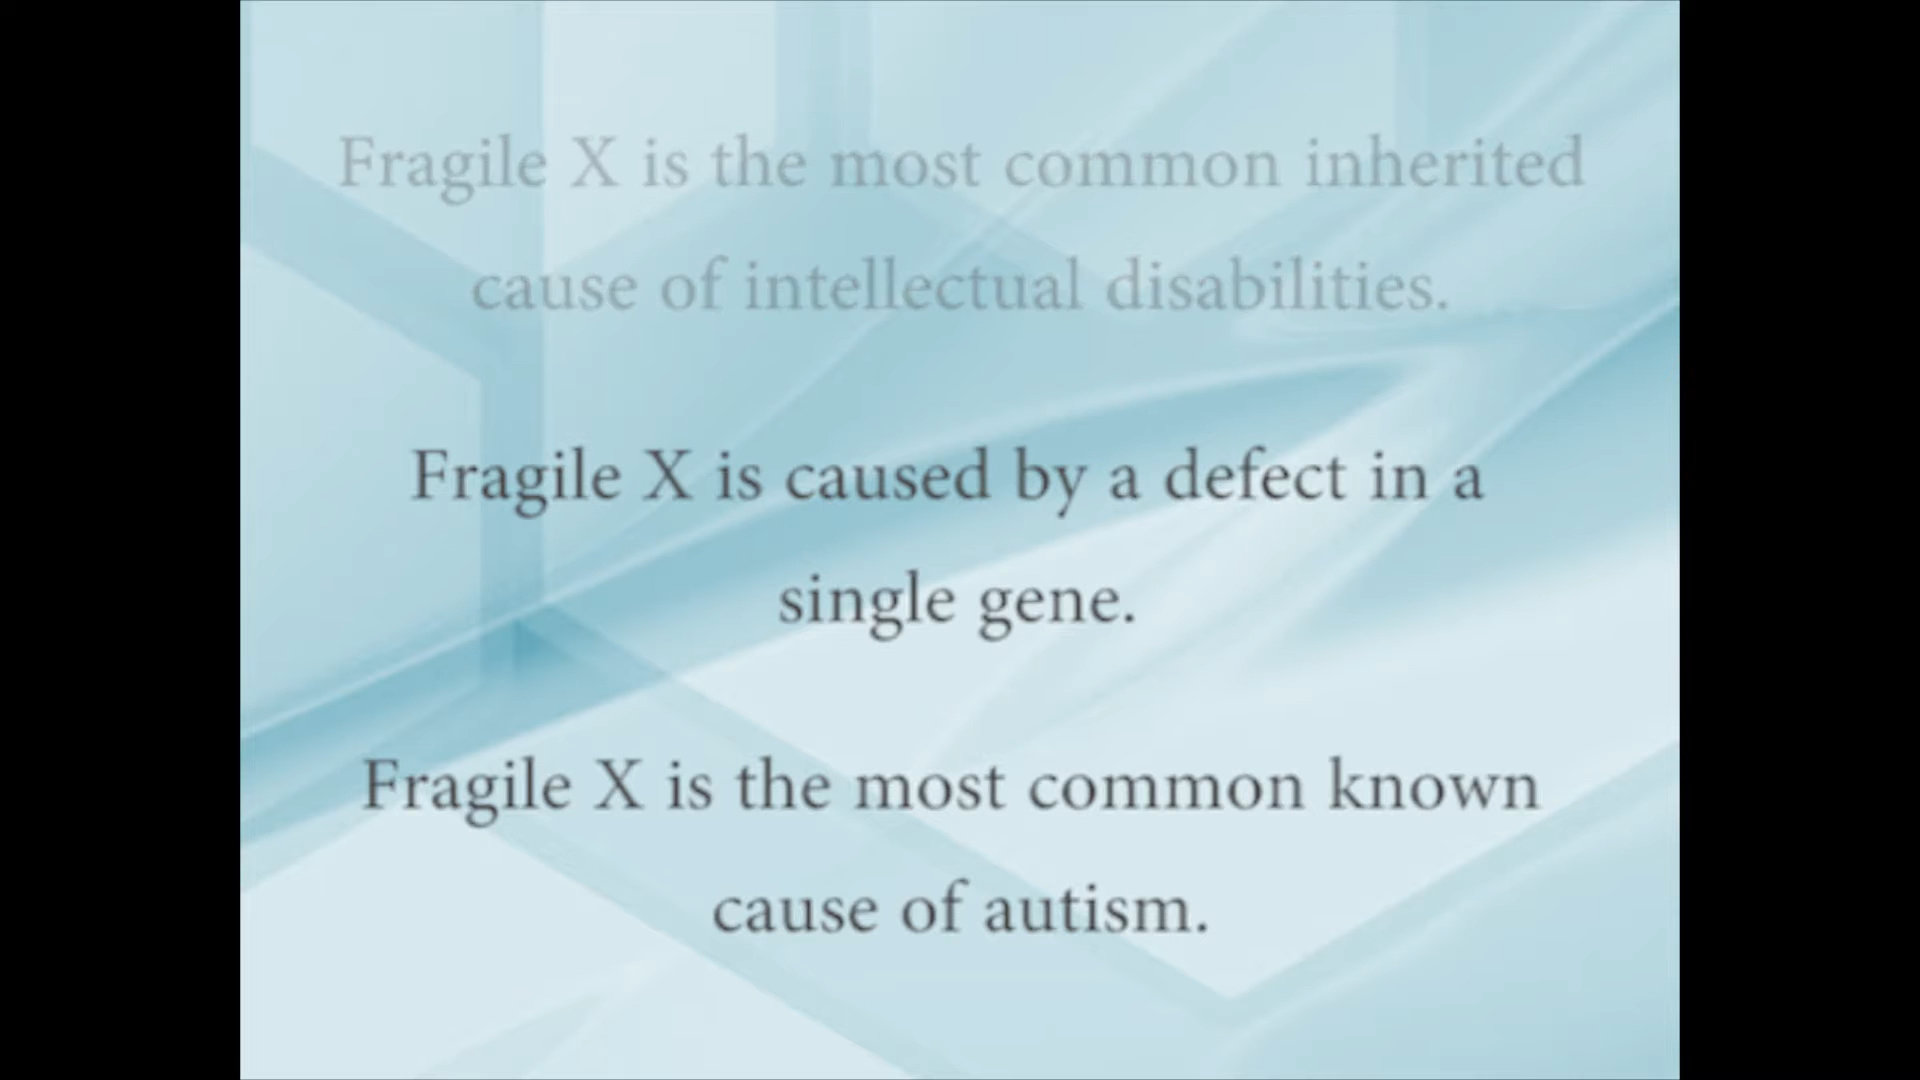 Fragile X is the most common inherited
cause of intellectual disabilities.
Fragile X is caused by a defect in a
single gene.
Fragile X is the most common known
cause of autism.